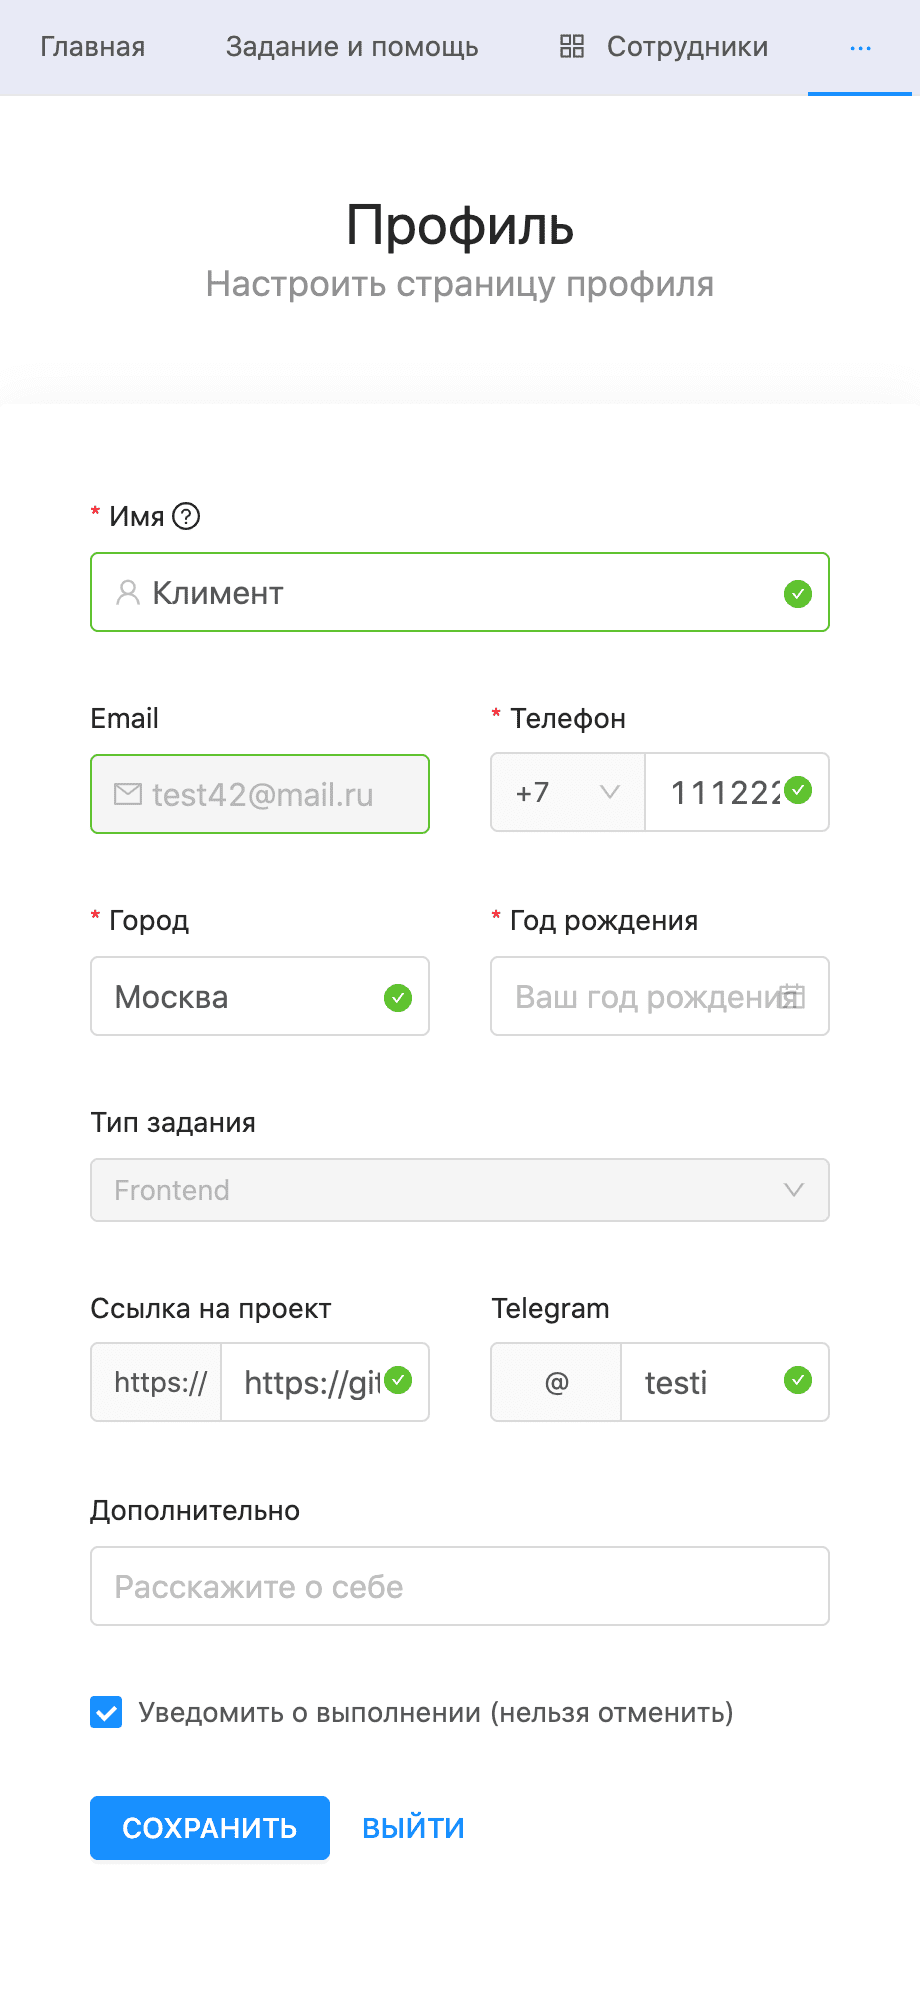 Главная Задание и помощь Сотрудники ...
Профиль
Настроить страницу профиля
* Имя ?
Климент
Email * Телефон
test42@mail.ru +7 111222
* Город * Год рождения
Москва Ваш год рождения
Тип задания
Frontend
Ссылка на проект Telegram
https:// https://git @ testi
Дополнительно
Расскажите о себе
Уведомить о выполнении (нельзя отменить)
СОХРАНИТЬ ВЫЙТИ